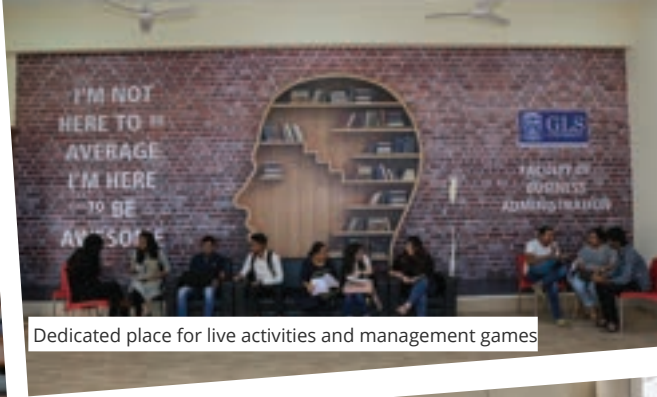 I'M NOT
HERE TO BE
AVERAGE
I'M HERE
TO BE
AWESOME
GLS
FACULTY OF
BUSINESS
ADMINISTRATION
Dedicated place for live activities and management games